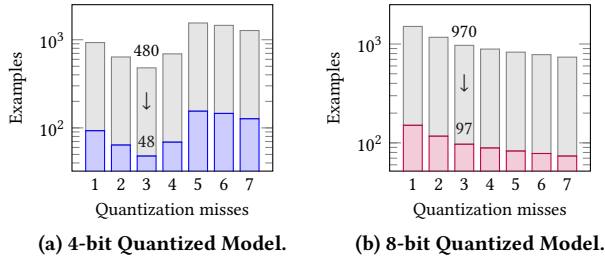 Examples
10³
10²
480
↓
48
1 2 3 4 5 6 7
Quantization misses
(a) 4-bit Quantized Model.
Examples
10³
10²
970
↓
97
1 2 3 4 5 6 7
Quantization misses
(b) 8-bit Quantized Model.